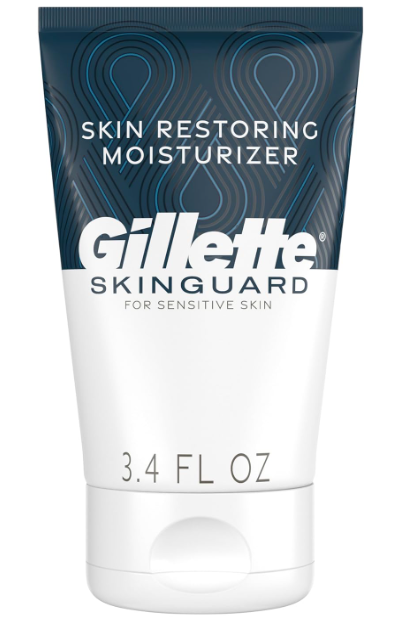 SKIN RESTORING
MOISTURIZER
Gillette®
SKINGUARD
FOR SENSITIVE SKIN
3.4 FL OZ